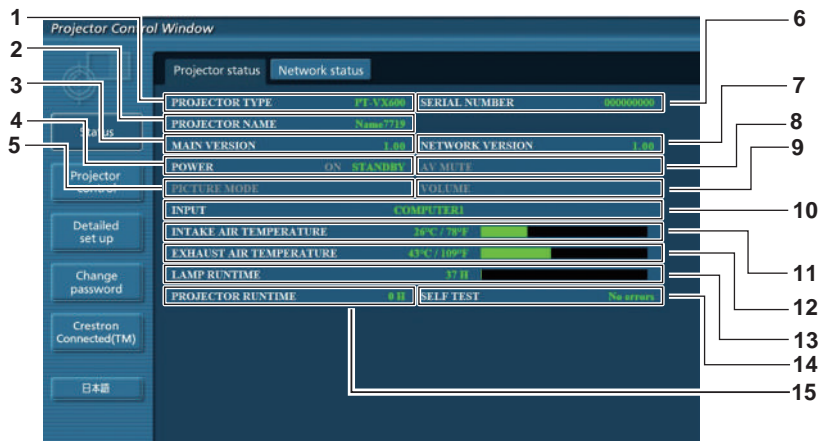 Projector Control Window
Projector status Network status
PROJECTOR TYPE PT-VX600 SERIAL NUMBER 000000000
PROJECTOR NAME Name7719
MAIN VERSION 1.00 NETWORK VERSION 1.00
POWER ON STANDBY AV MUTE
PICTURE MODE VOLUME
INPUT COMPUTER1
INTAKE AIR TEMPERATURE 26°C / 78°F
EXHAUST AIR TEMPERATURE 43°C / 109°F
LAMP RUNTIME 37 H
PROJECTOR RUNTIME 0 H SELF TEST No errors
Status
Projector
control
Detailed
set up
Change
password
Crestron
Connected(TM)
日本語
1
2
3
4
5
6
7
8
9
10
11
12
13
14
15